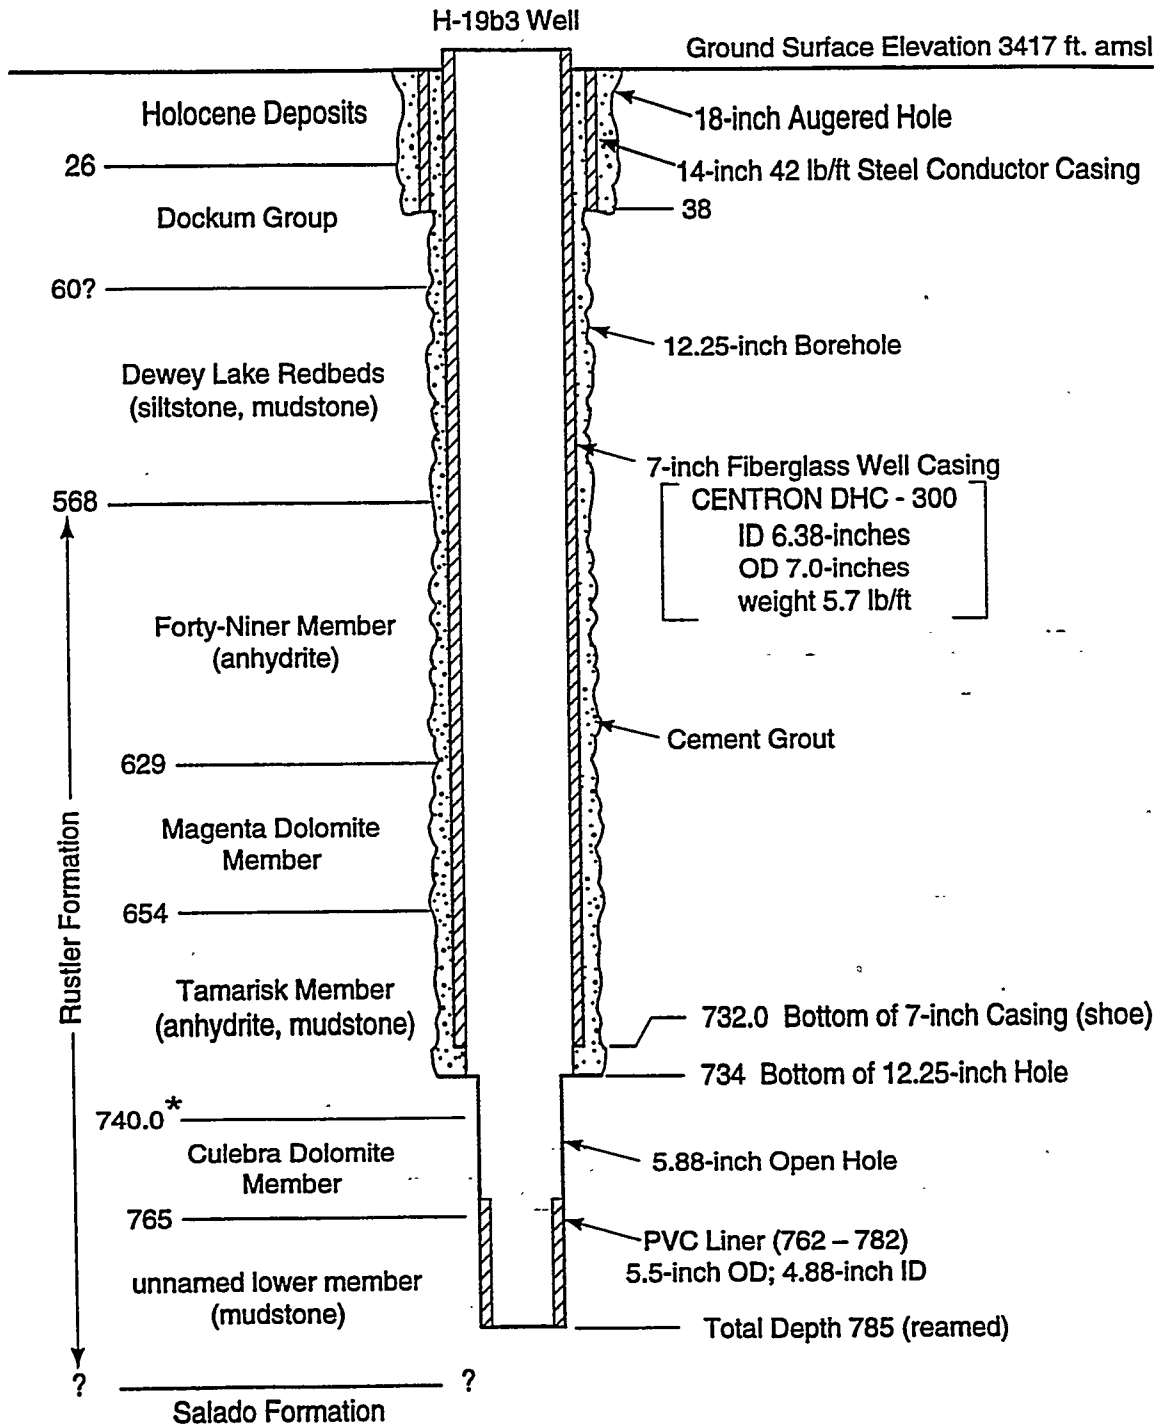 H-19b3 Well
Ground Surface Elevation 3417 ft. amsl
Holocene Deposits
18-inch Augered Hole
26
14-inch 42 lb/ft Steel Conductor Casing
38
Dockum Group
60?
12.25-inch Borehole
Dewey Lake Redbeds
(siltstone, mudstone)
7-inch Fiberglass Well Casing
CENTRON DHC - 300
ID 6.38-inches
OD 7.0-inches
weight 5.7 lb/ft
568
Forty-Niner Member
(anhydrite)
Cement Grout
629
Magenta Dolomite
Member
654
Rustler Formation
Tamarisk Member
(anhydrite, mudstone)
732.0 Bottom of 7-inch Casing (shoe)
734 Bottom of 12.25-inch Hole
740.0*
Culebra Dolomite
Member
5.88-inch Open Hole
765
PVC Liner (762 – 782)
5.5-inch OD; 4.88-inch ID
unnamed lower member
(mudstone)
Total Depth 785 (reamed)
? ?
Salado Formation